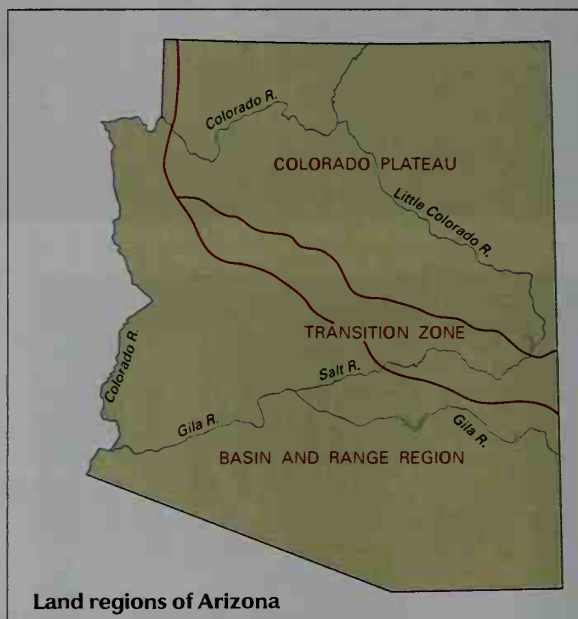 Colorado R.
COLORADO PLATEAU
Little Colorado R.
TRANSITION ZONE
Colorado R.
Salt R.
Gila R.
Gila R.
BASIN AND RANGE REGION
Land regions of Arizona